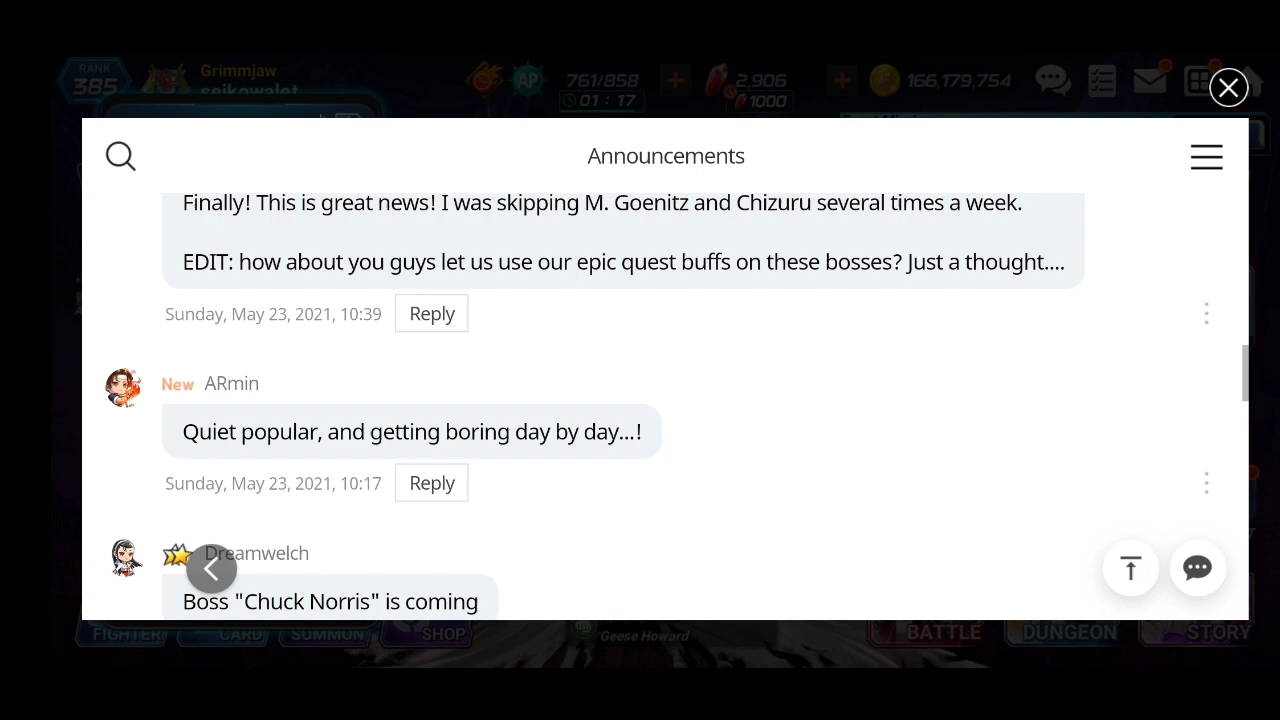 RANK
385
Grimmjaw
seikowalet
AP
761/858
01 : 17
2,906
1000
166,179,754
Announcements
Finally! This is great news! I was skipping M. Goenitz and Chizuru several times a week.
EDIT: how about you guys let us use our epic quest buffs on these bosses? Just a thought....
Sunday, May 23, 2021, 10:39
Reply
New ARmin
Quiet popular, and getting boring day by day...!
Sunday, May 23, 2021, 10:17
Reply
Dreamwelch
Boss "Chuck Norris" is coming
FIGHTER
CARD
SUMMON
SHOP
Geese Howard
BATTLE
DUNGEON
STORY